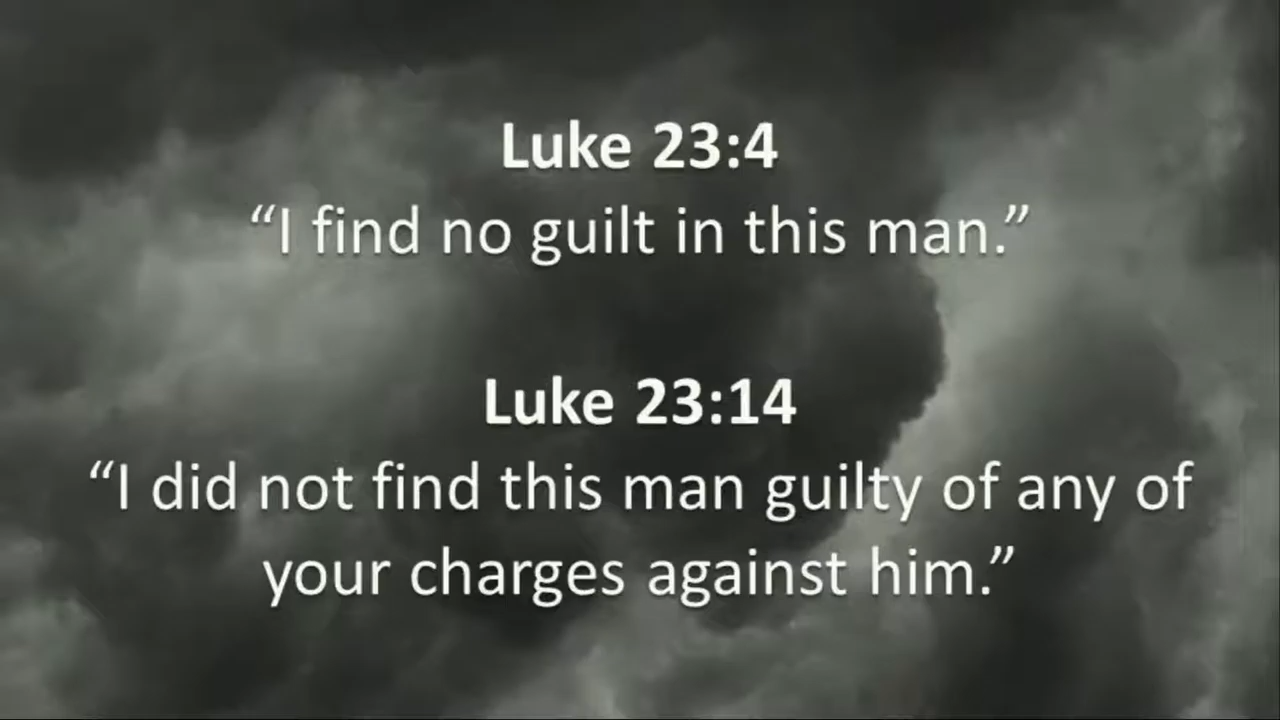 Luke 23:4
“I find no guilt in this man.”
Luke 23:14
“I did not find this man guilty of any of
your charges against him.”